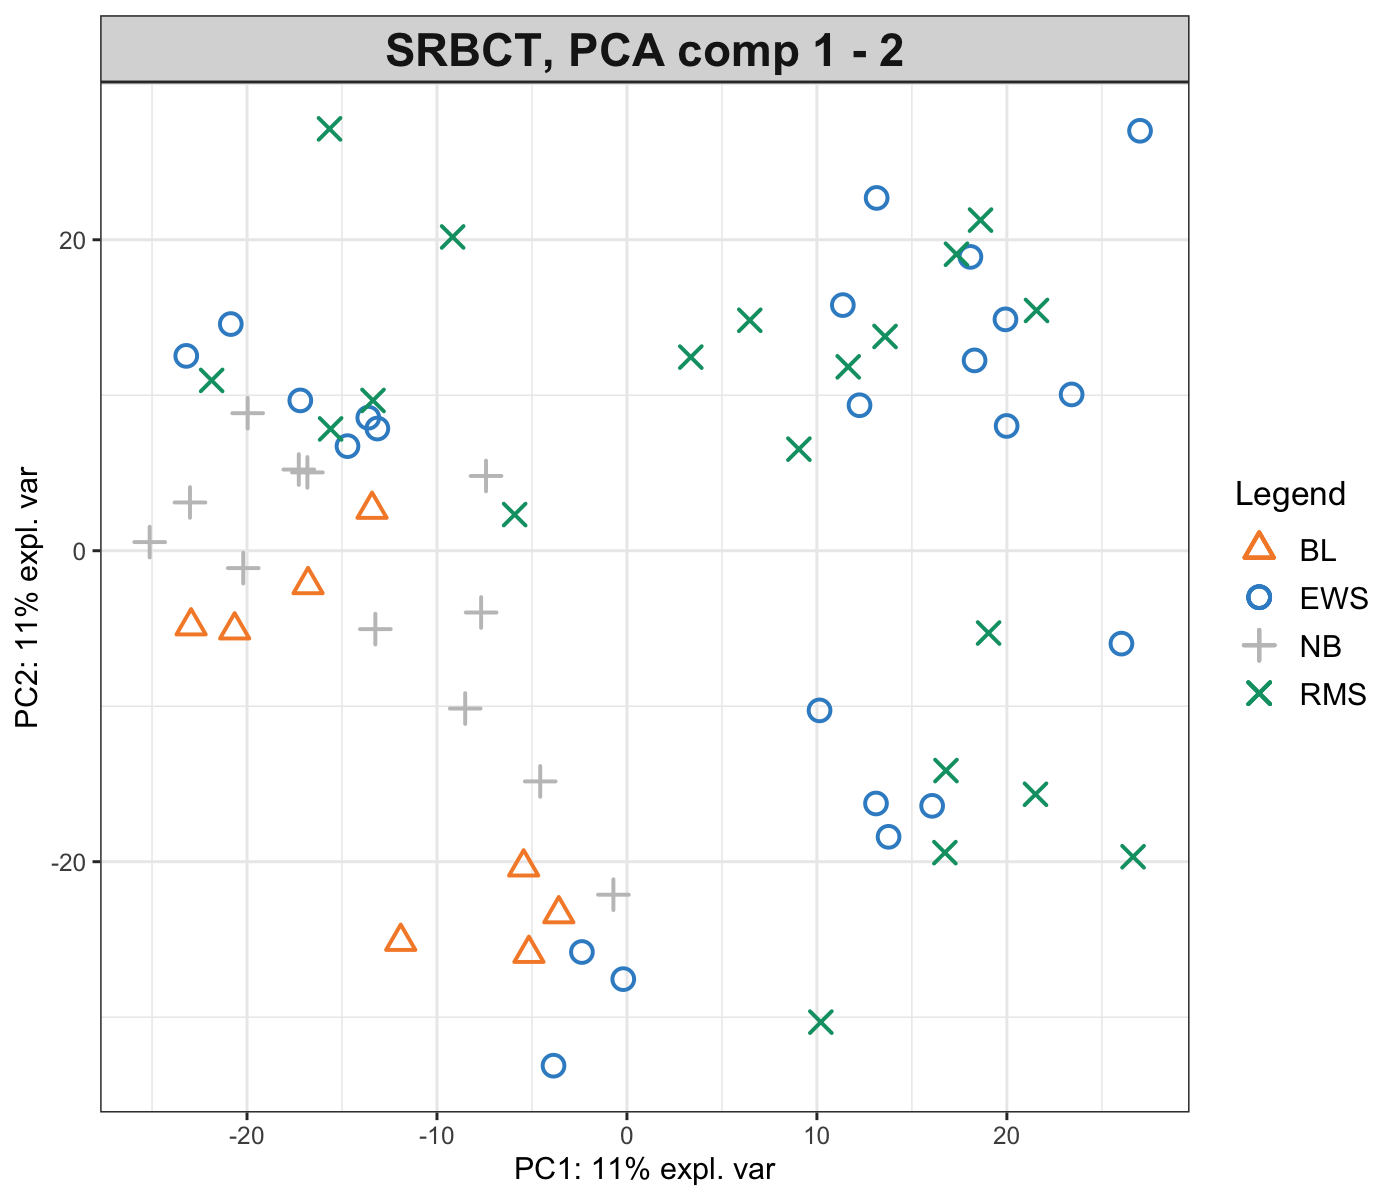 SRBCT, PCA comp 1 - 2
20
0
-20
PC2: 11% expl. var
-20
-10
0
10
20
PC1: 11% expl. var
Legend
BL
EWS
NB
RMS